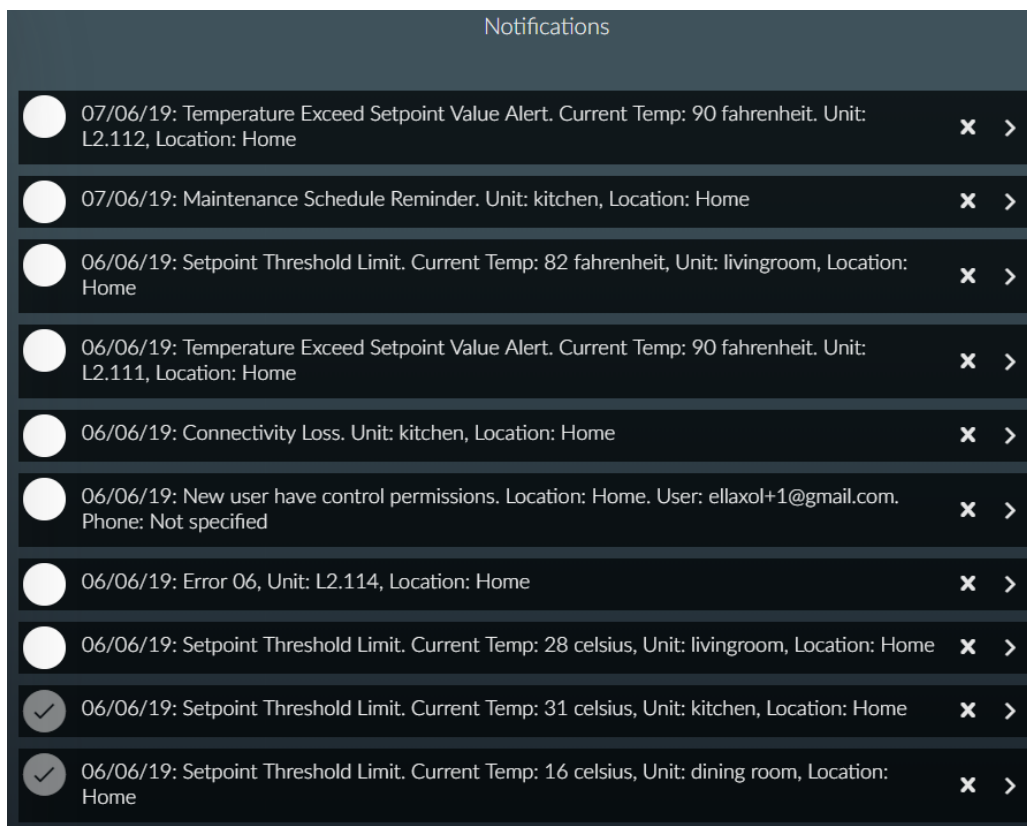 Notifications
07/06/19: Temperature Exceed Setpoint Value Alert. Current Temp: 90 fahrenheit. Unit:
L2.112, Location: Home
07/06/19: Maintenance Schedule Reminder. Unit: kitchen, Location: Home
06/06/19: Setpoint Threshold Limit. Current Temp: 82 fahrenheit, Unit: livingroom, Location:
Home
06/06/19: Temperature Exceed Setpoint Value Alert. Current Temp: 90 fahrenheit. Unit:
L2.111, Location: Home
06/06/19: Connectivity Loss. Unit: kitchen, Location: Home
06/06/19: New user have control permissions. Location: Home. User: ellaxol+1@gmail.com.
Phone: Not specified
06/06/19: Error 06, Unit: L2.114, Location: Home
06/06/19: Setpoint Threshold Limit. Current Temp: 28 celsius, Unit: livingroom, Location: Home
06/06/19: Setpoint Threshold Limit. Current Temp: 31 celsius, Unit: kitchen, Location: Home
06/06/19: Setpoint Threshold Limit. Current Temp: 16 celsius, Unit: dining room, Location:
Home